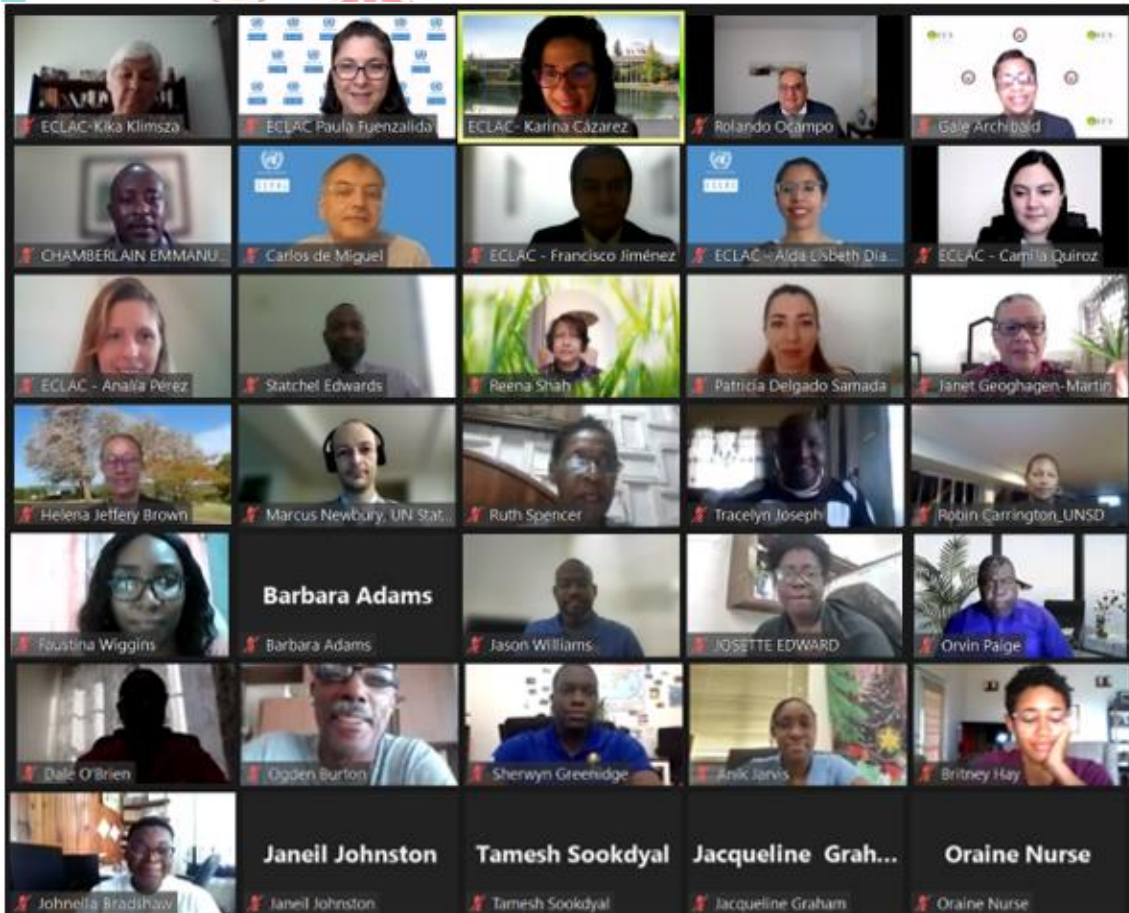 ECLAC-Kika Klimsza
ECLAC Paula Fuenzalida
ECLAC- Karina Cázarez
Rolando Ocampo
Gale Archibald
CHAMBERLAIN EMMANU...
Carlos de Miguel
ECLAC - Francisco Jiménez
ECLAC - Alda Lisbeth Día...
ECLAC - Camila Quiroz
ECLAC - Analía Pérez
Statchel Edwards
Reena Shah
Patricia Delgado Samada
Janet Geoghagen-Martin
Helena Jeffery Brown
Marcus Newbury, UN Stat...
Ruth Spencer
Tracelyn Joseph
Robin Carrington_UNSD
Faustina Wiggins
Barbara Adams
Barbara Adams
Jason Williams
JOSETTE EDWARD
Orvin Paige
Dale O'Brien
Ogden Burton
Sherwyn Greenidge
Anik Jarvis
Britney Hay
Johnella Bradshaw
Janeil Johnston
Janeil Johnston
Tamesh Sookdyal
Tamesh Sookdyal
Jacqueline Grah...
Jacqueline Graham
Oraine Nurse
Oraine Nurse